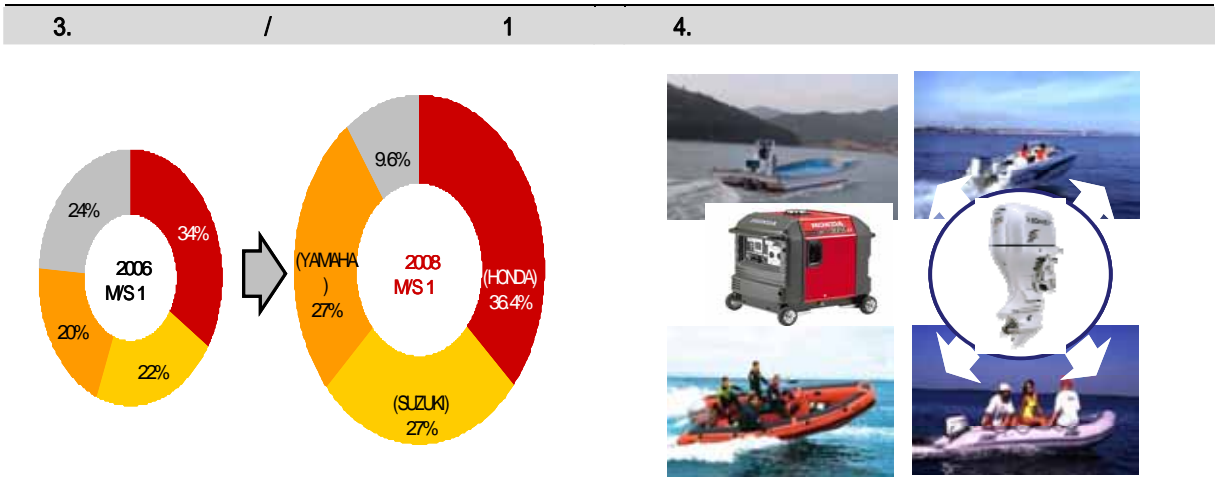 3. / 1
4.
24%
34%
20%
22%
2006
M/S 1
9.6%
(YAMAHA
)
27%
2008
M/S 1
(HONDA)
36.4%
(SUZUKI)
27%
HONDA